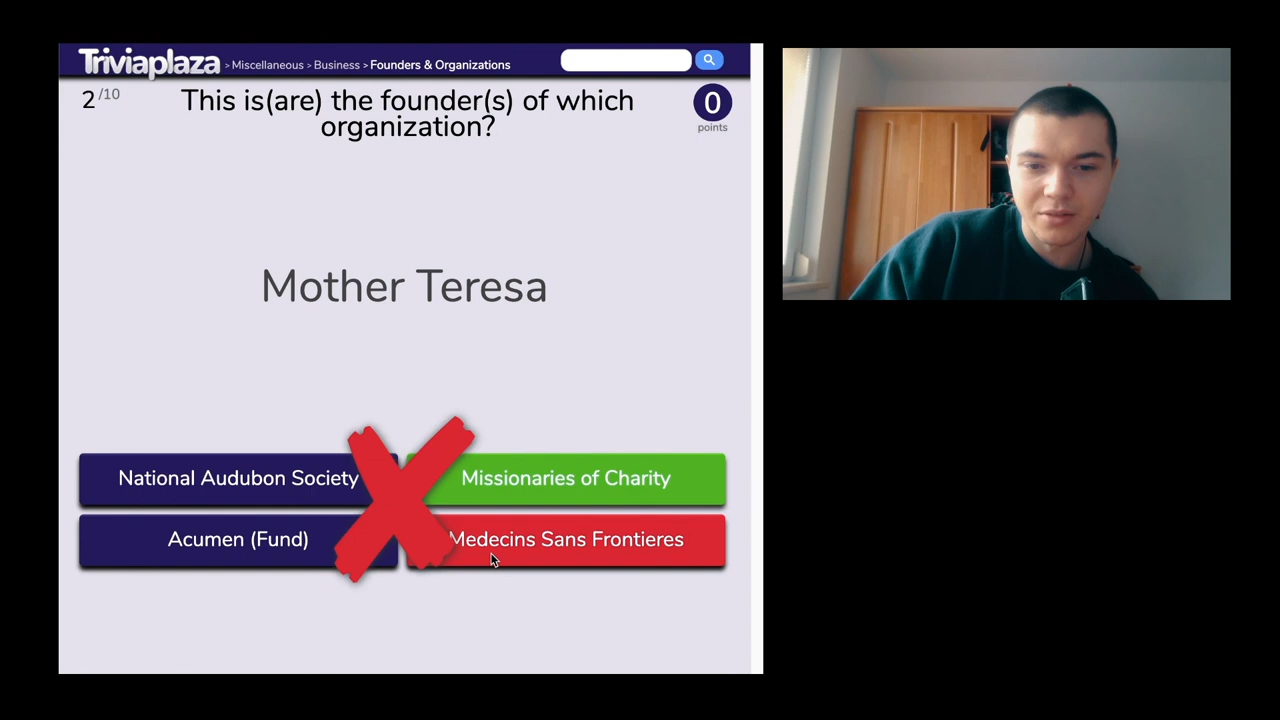 Triviaplaza > Miscellaneous > Business > Founders & Organizations
2/10
This is(are) the founder(s) of which
organization?
0
points
Mother Teresa
National Audubon Society
Missionaries of Charity
Acumen (Fund)
Medecins Sans Frontieres